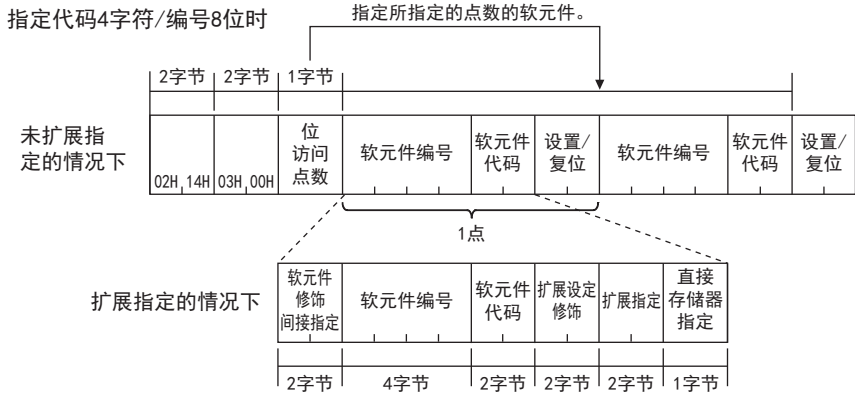 指定代码4字符/编号8位时
指定所指定的点数的软元件。
2字节 2字节 1字节
未扩展指
定的情况下
02H,14H 03H,00H
位
访问
点数
软元件编号
软元件
代码
设置/
复位
软元件编号
软元件
代码
设置/
复位
1点
扩展指定的情况下
软元件
修饰
间接指定
软元件编号
软元件
代码
扩展设定
修饰
扩展指定
直接
存储器
指定
2字节 4字节 2字节 2字节 2字节 1字节